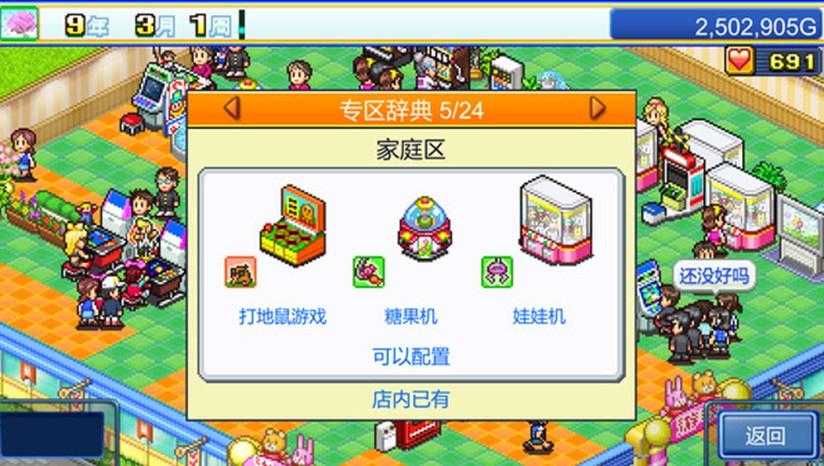 9年 3月 1周
2,502,905G
691
专区辞典 5/24
家庭区
打地鼠游戏 糖果机 娃娃机
可以配置
店内已有
还没好吗
返回